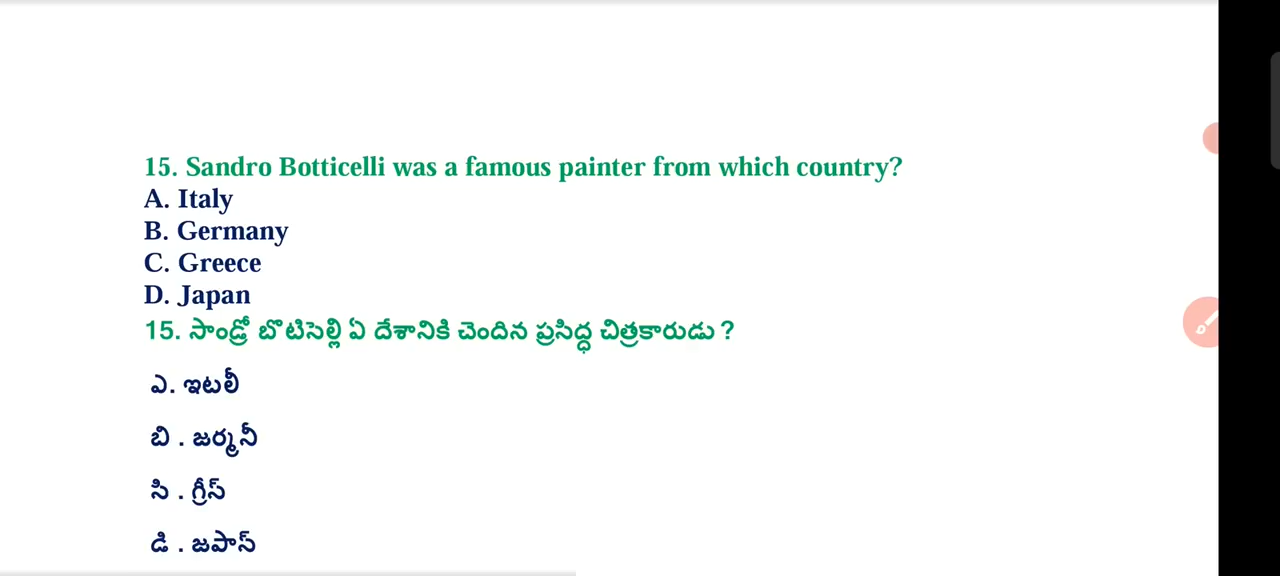 15. Sandro Botticelli was a famous painter from which country?
A. Italy
B. Germany
C. Greece
D. Japan
15. సాండ్రో బొటిసెల్లి ఏ దేశానికి చెందిన ప్రసిద్ధ చిత్రకారుడు ?
ఎ. ఇటలీ
బి . జర్మనీ
సి . గ్రీస్
డి . జపాన్